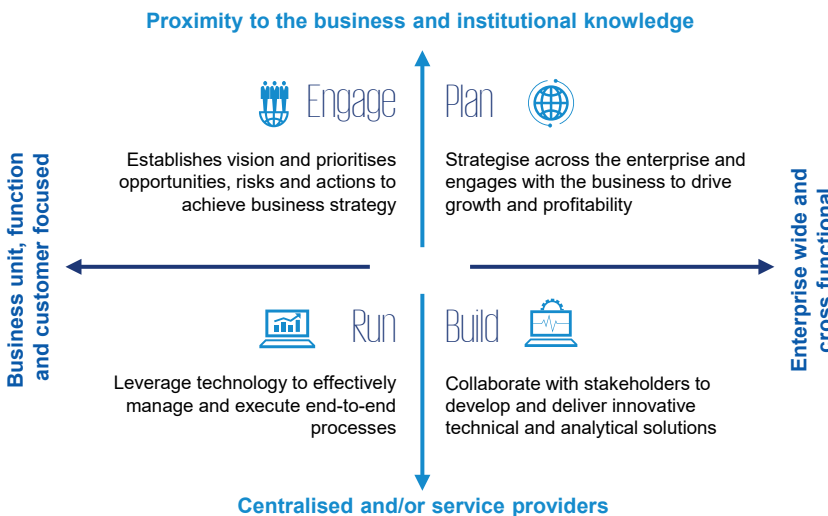 Proximity to the business and institutional knowledge
Engage
Establishes vision and prioritises
opportunities, risks and actions to
achieve business strategy
Plan
Strategise across the enterprise and
engages with the business to drive
growth and profitability
Business unit, function
and customer focused
Enterprise wide and
cross functional
Run
Leverage technology to effectively
manage and execute end-to-end
processes
Build
Collaborate with stakeholders to
develop and deliver innovative
technical and analytical solutions
Centralised and/or service providers